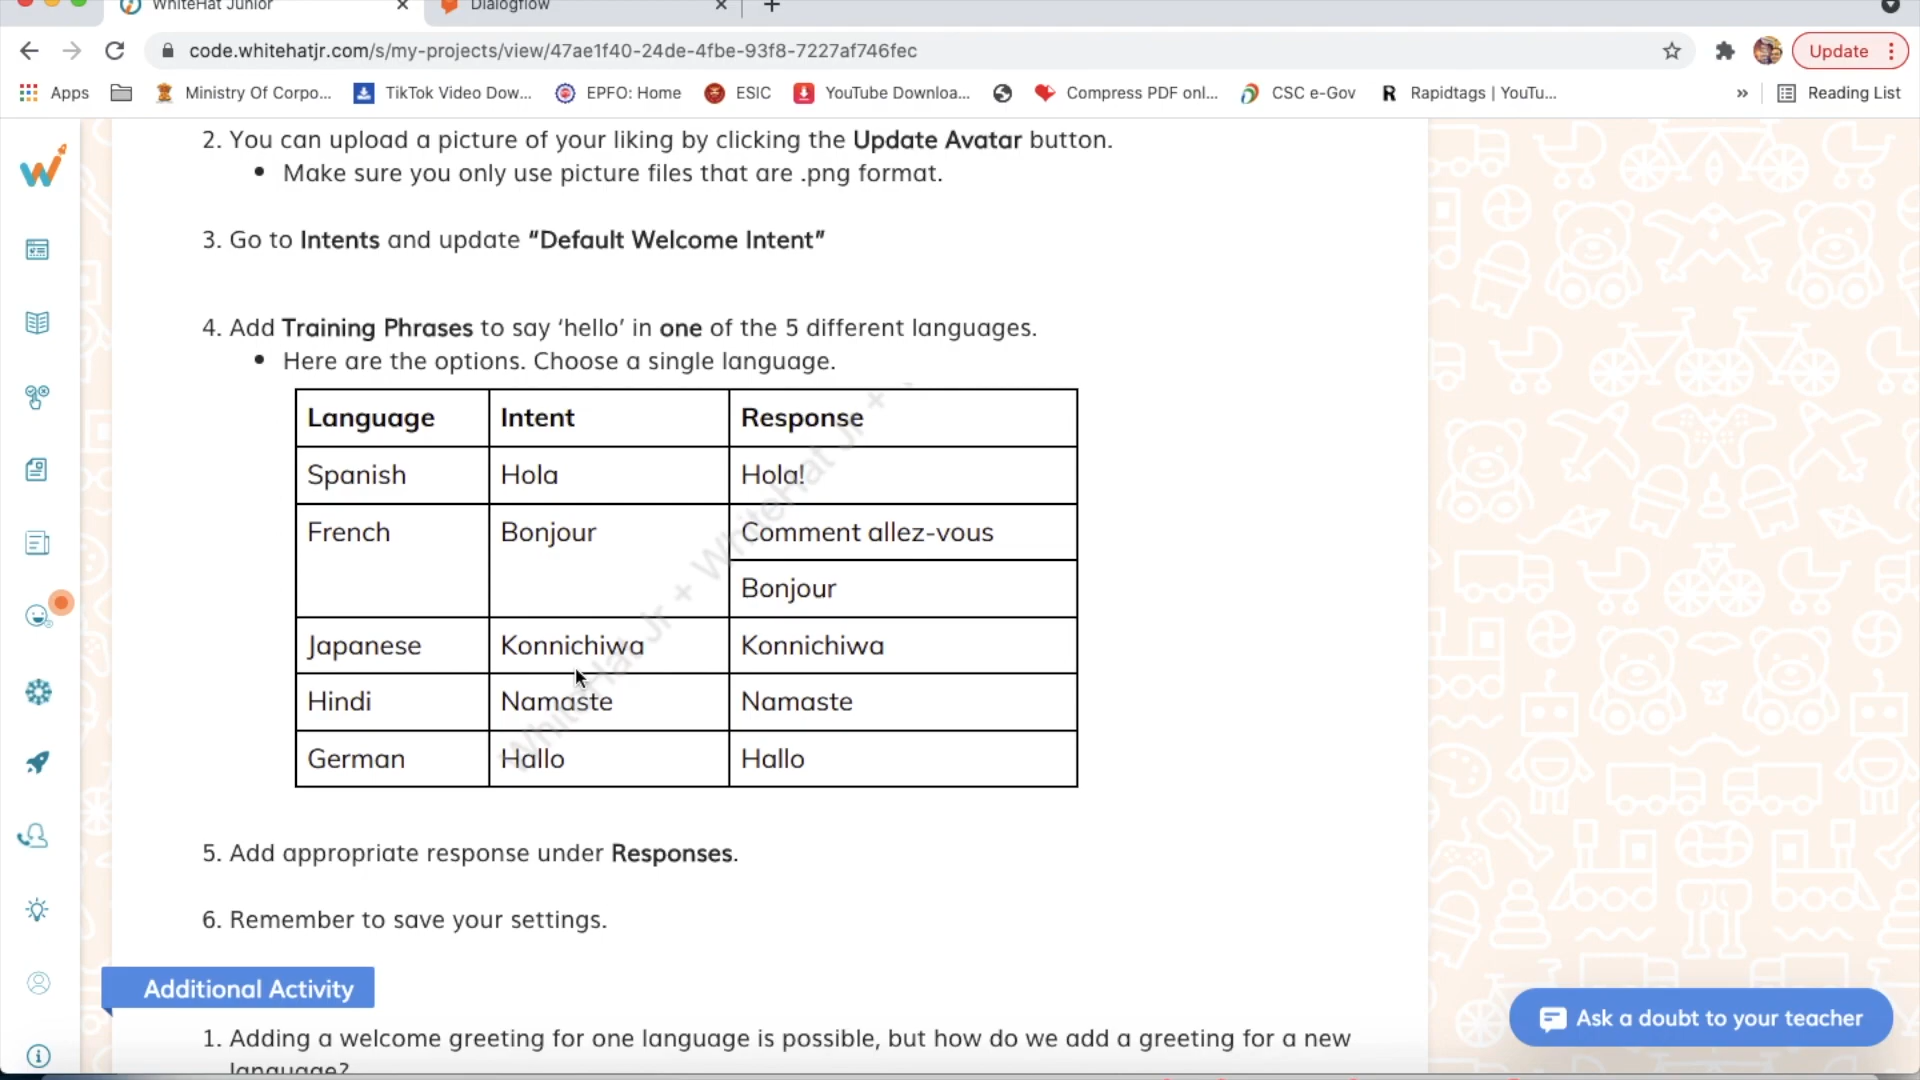 WhiteHat Junior
Dialogflow
code.whitehatjr.com/s/my-projects/view/47ae1f40-24de-4fbe-93f8-7227af746fec
Update
Apps
Ministry Of Corpo...
TikTok Video Dow...
EPFO: Home
ESIC
YouTube Downloa...
Compress PDF onl...
CSC e-Gov
Rapidtags | YouTu...
»
Reading List
2. You can upload a picture of your liking by clicking the Update Avatar button.
• Make sure you only use picture files that are .png format.
3. Go to Intents and update “Default Welcome Intent”
4. Add Training Phrases to say ‘hello’ in one of the 5 different languages.
• Here are the options. Choose a single language.
Language Intent Response
Spanish Hola Hola!
French Bonjour Comment allez-vous
Bonjour
Japanese Konnichiwa Konnichiwa
Hindi Namaste Namaste
German Hallo Hallo
WhiteHat Jr + WhiteHat Jr +
5. Add appropriate response under Responses.
6. Remember to save your settings.
Additional Activity
1. Adding a welcome greeting for one language is possible, but how do we add a greeting for a new
language?
Ask a doubt to your teacher